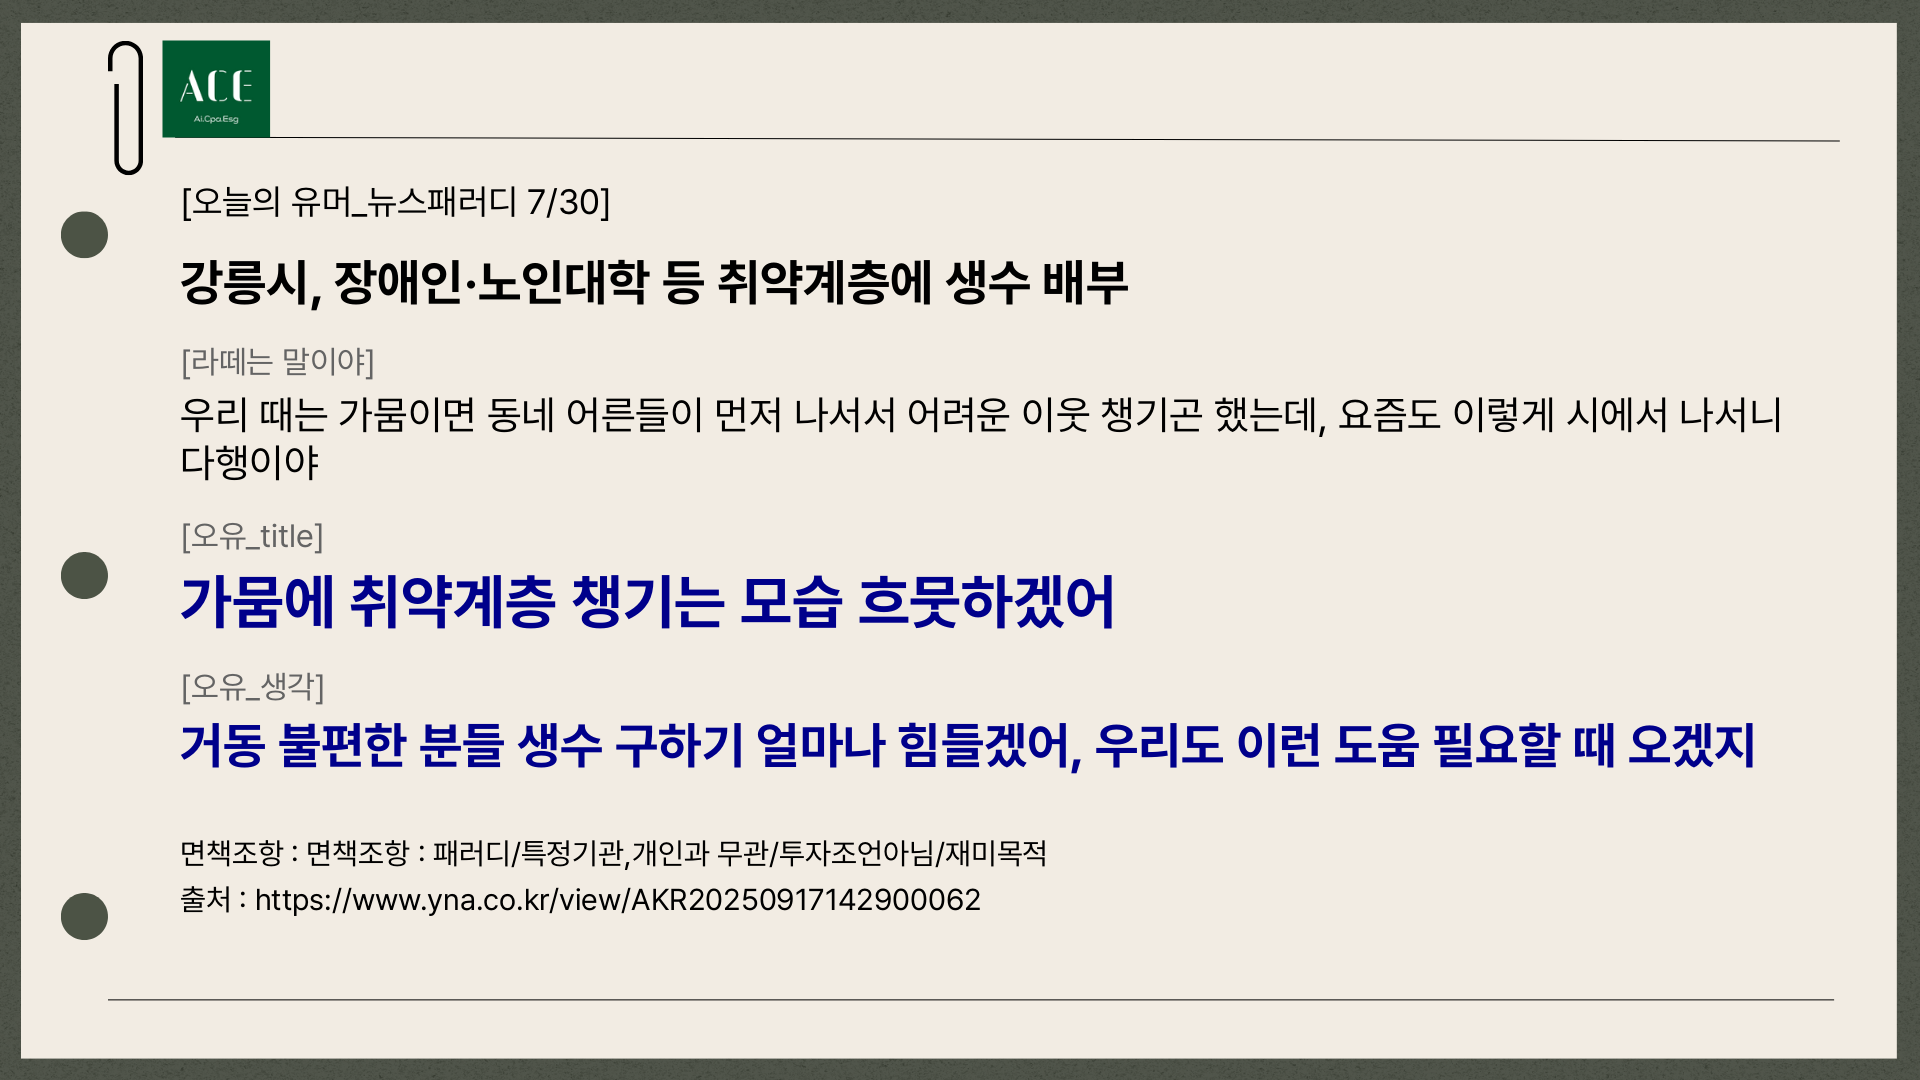 ACE
Ai.Cpa.Esg
[오늘의 유머_뉴스패러디 7/30]
강릉시, 장애인·노인대학 등 취약계층에 생수 배부
[라떼는 말이야]
우리 때는 가뭄이면 동네 어른들이 먼저 나서서 어려운 이웃 챙기곤 했는데, 요즘도 이렇게 시에서 나서니
다행이야
[오유_title]
가뭄에 취약계층 챙기는 모습 흐뭇하겠어
[오유_생각]
거동 불편한 분들 생수 구하기 얼마나 힘들겠어, 우리도 이런 도움 필요할 때 오겠지
면책조항 : 면책조항 : 패러디/특정기관,개인과 무관/투자조언아님/재미목적
출처 : https://www.yna.co.kr/view/AKR20250917142900062